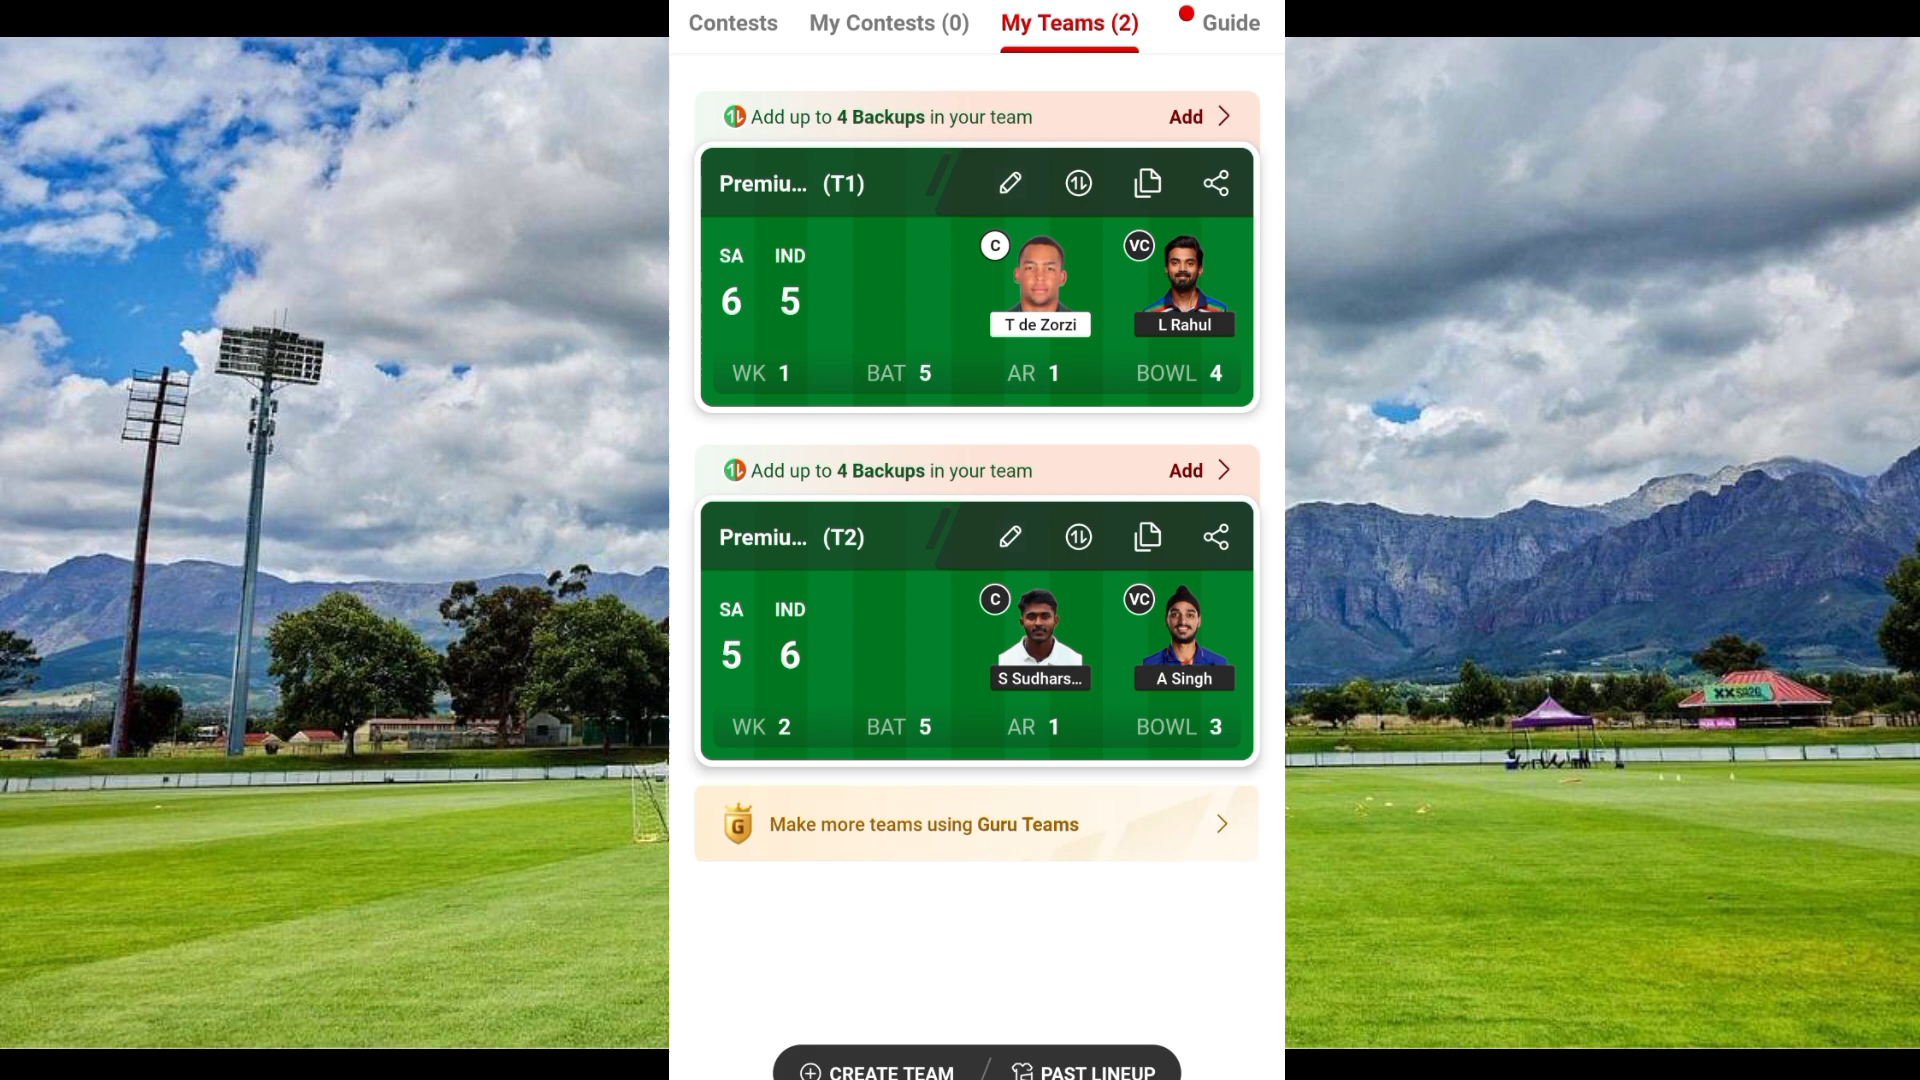 Contests My Contests (0) My Teams (2) Guide
Add up to 4 Backups in your team Add
Premiu... (T1)
SA IND
6 5
C VC
T de Zorzi L Rahul
WK 1 BAT 5 AR 1 BOWL 4
Add up to 4 Backups in your team Add
Premiu... (T2)
SA IND
5 6
C VC
S Sudhars... A Singh
WK 2 BAT 5 AR 1 BOWL 3
G Make more teams using Guru Teams
CREATE TEAM / PAST LINEUP
SA20